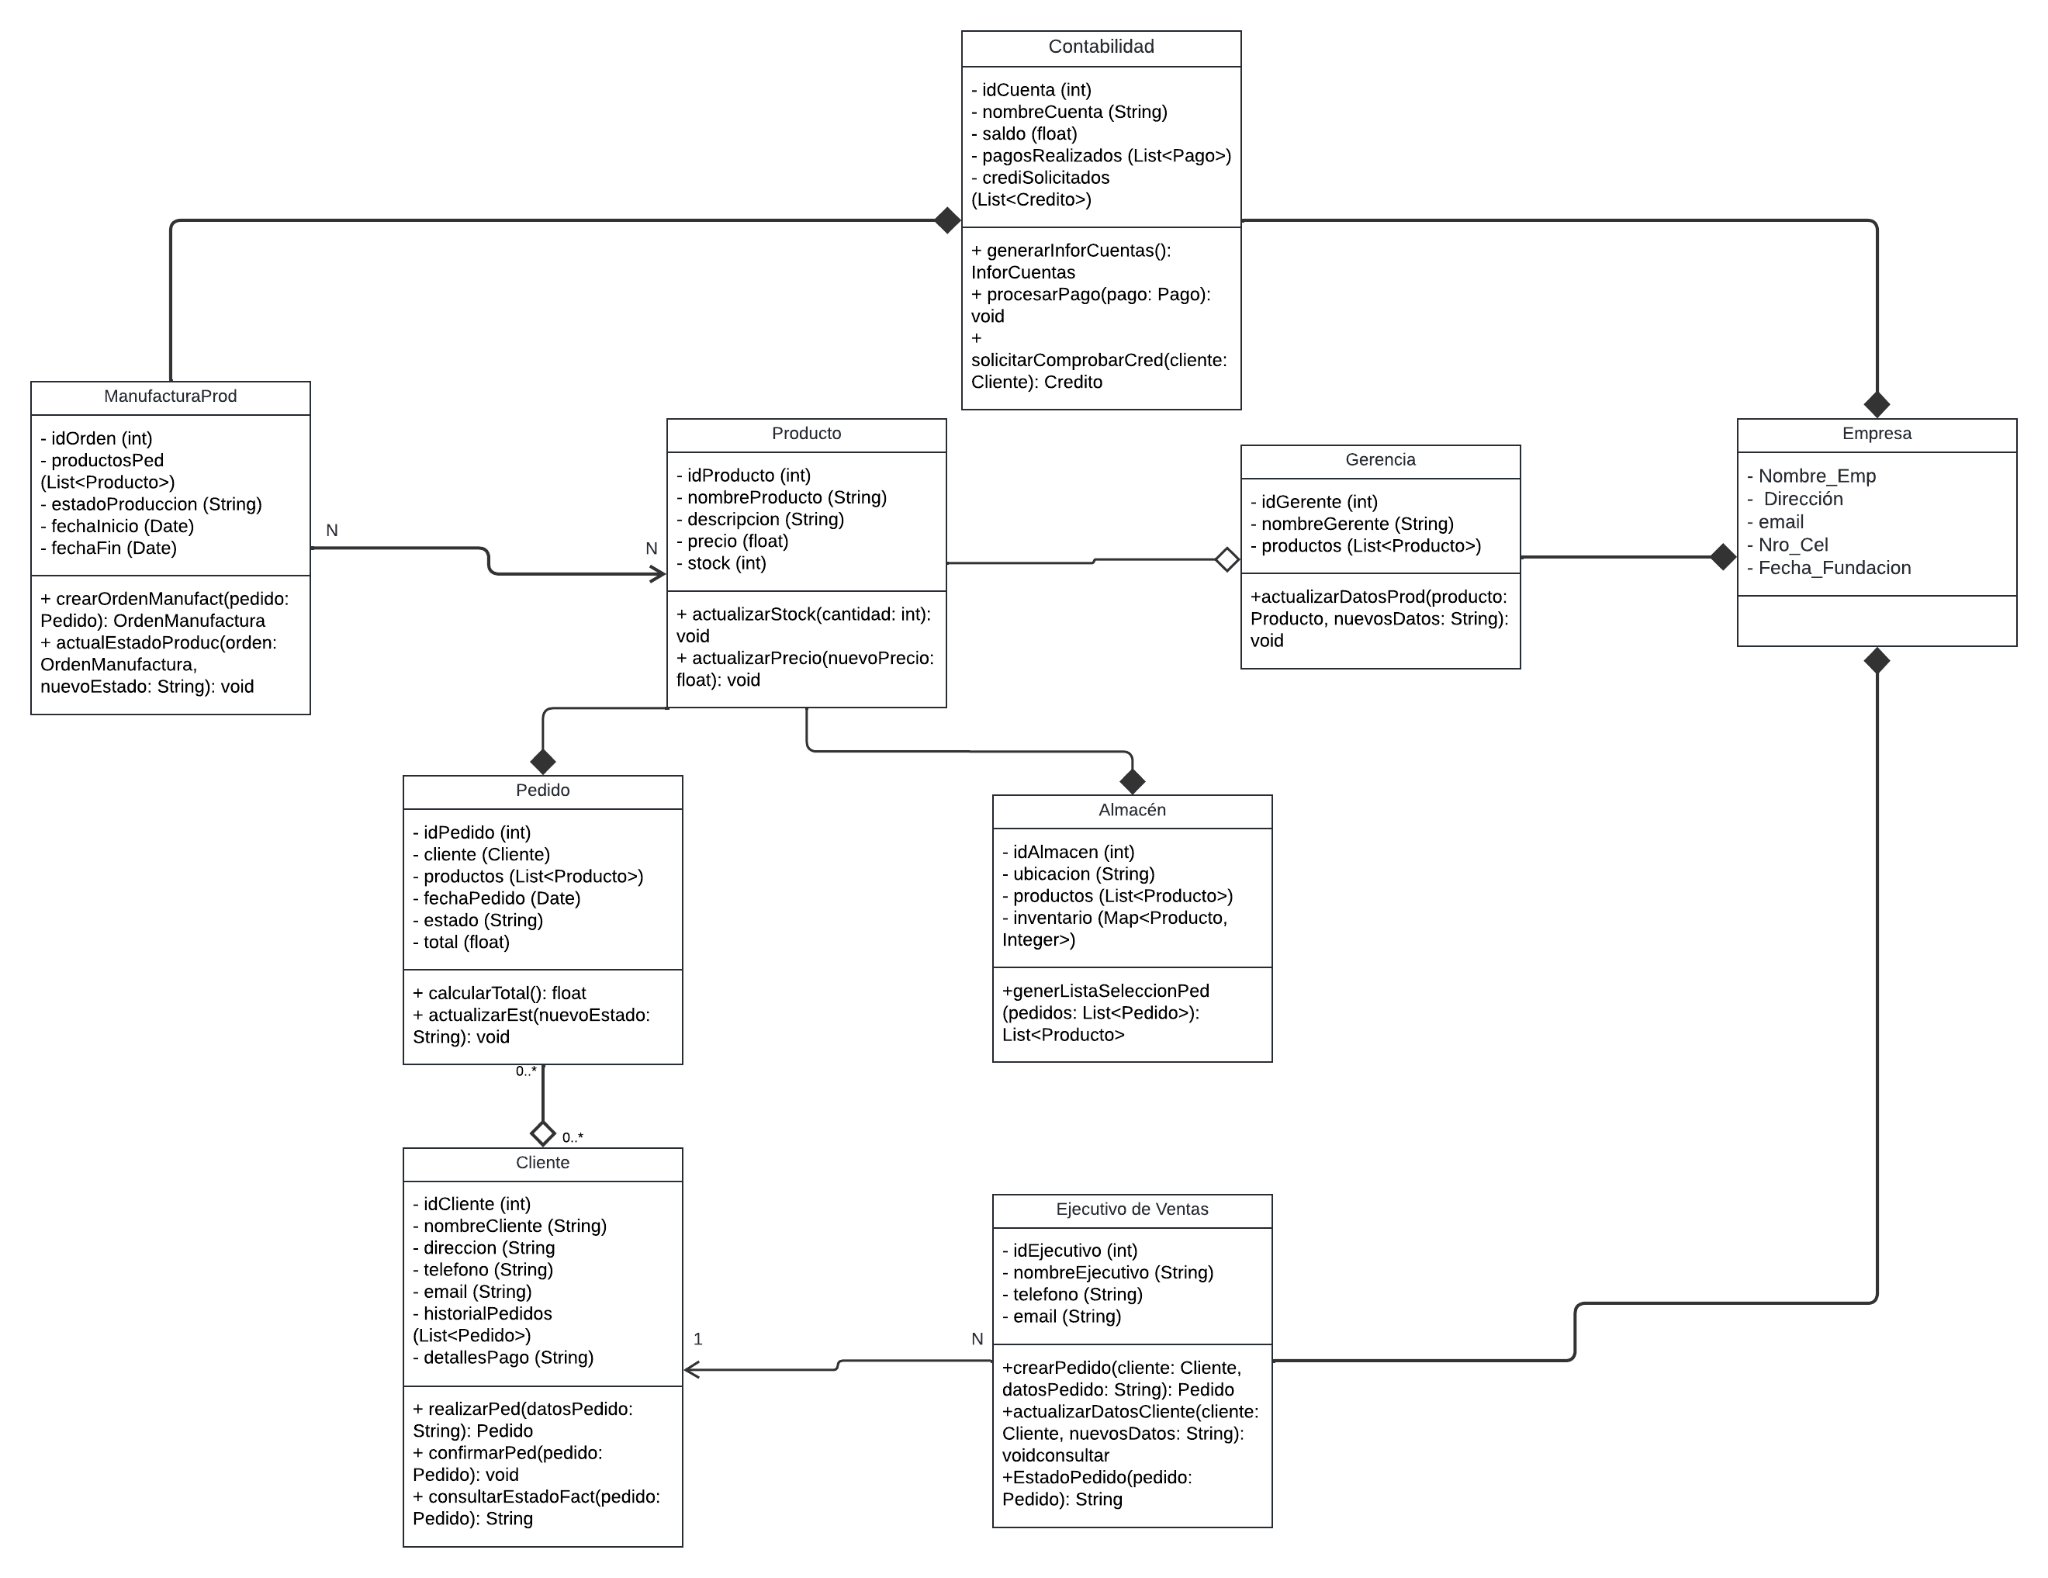 Contabilidad
- idCuenta (int)
- nombreCuenta (String)
- saldo (float)
- pagosRealizados (List<Pago>)
- crediSolicitados
(List<Credito>)
+ generarInforCuentas():
InforCuentas
+ procesarPago(pago: Pago):
void
+
solicitarComprobarCred(cliente:
Cliente): Credito
ManufacturaProd
- idOrden (int)
- productosPed
(List<Producto>)
- estadoProduccion (String)
- fechaInicio (Date)
- fechaFin (Date)
+ crearOrdenManufact(pedido:
Pedido): OrdenManufactura
+ actualEstadoProduc(orden:
OrdenManufactura,
nuevoEstado: String): void
N
N
Producto
- idProducto (int)
- nombreProducto (String)
- descripcion (String)
- precio (float)
- stock (int)
+ actualizarStock(cantidad: int):
void
+ actualizarPrecio(nuevoPrecio:
float): void
Gerencia
- idGerente (int)
- nombreGerente (String)
- productos (List<Producto>)
+actualizarDatosProd(producto:
Producto, nuevosDatos: String):
void
Empresa
- Nombre_Emp
- Dirección
- email
- Nro_Cel
- Fecha_Fundacion
Pedido
- idPedido (int)
- cliente (Cliente)
- productos (List<Producto>)
- fechaPedido (Date)
- estado (String)
- total (float)
+ calcularTotal(): float
+ actualizarEst(nuevoEstado:
String): void
0..*
0..*
Almacén
- idAlmacen (int)
- ubicacion (String)
- productos (List<Producto>)
- inventario (Map<Producto,
Integer>)
+generListaSeleccionPed
(pedidos: List<Pedido>):
List<Producto>
Cliente
- idCliente (int)
- nombreCliente (String)
- direccion (String
- telefono (String)
- email (String)
- historialPedidos
(List<Pedido>)
- detallesPago (String)
+ realizarPed(datosPedido:
String): Pedido
+ confirmarPed(pedido:
Pedido): void
+ consultarEstadoFact(pedido:
Pedido): String
1
N
Ejecutivo de Ventas
- idEjecutivo (int)
- nombreEjecutivo (String)
- telefono (String)
- email (String)
+crearPedido(cliente: Cliente,
datosPedido: String): Pedido
+actualizarDatosCliente(cliente:
Cliente, nuevosDatos: String):
voidconsultar
+EstadoPedido(pedido:
Pedido): String